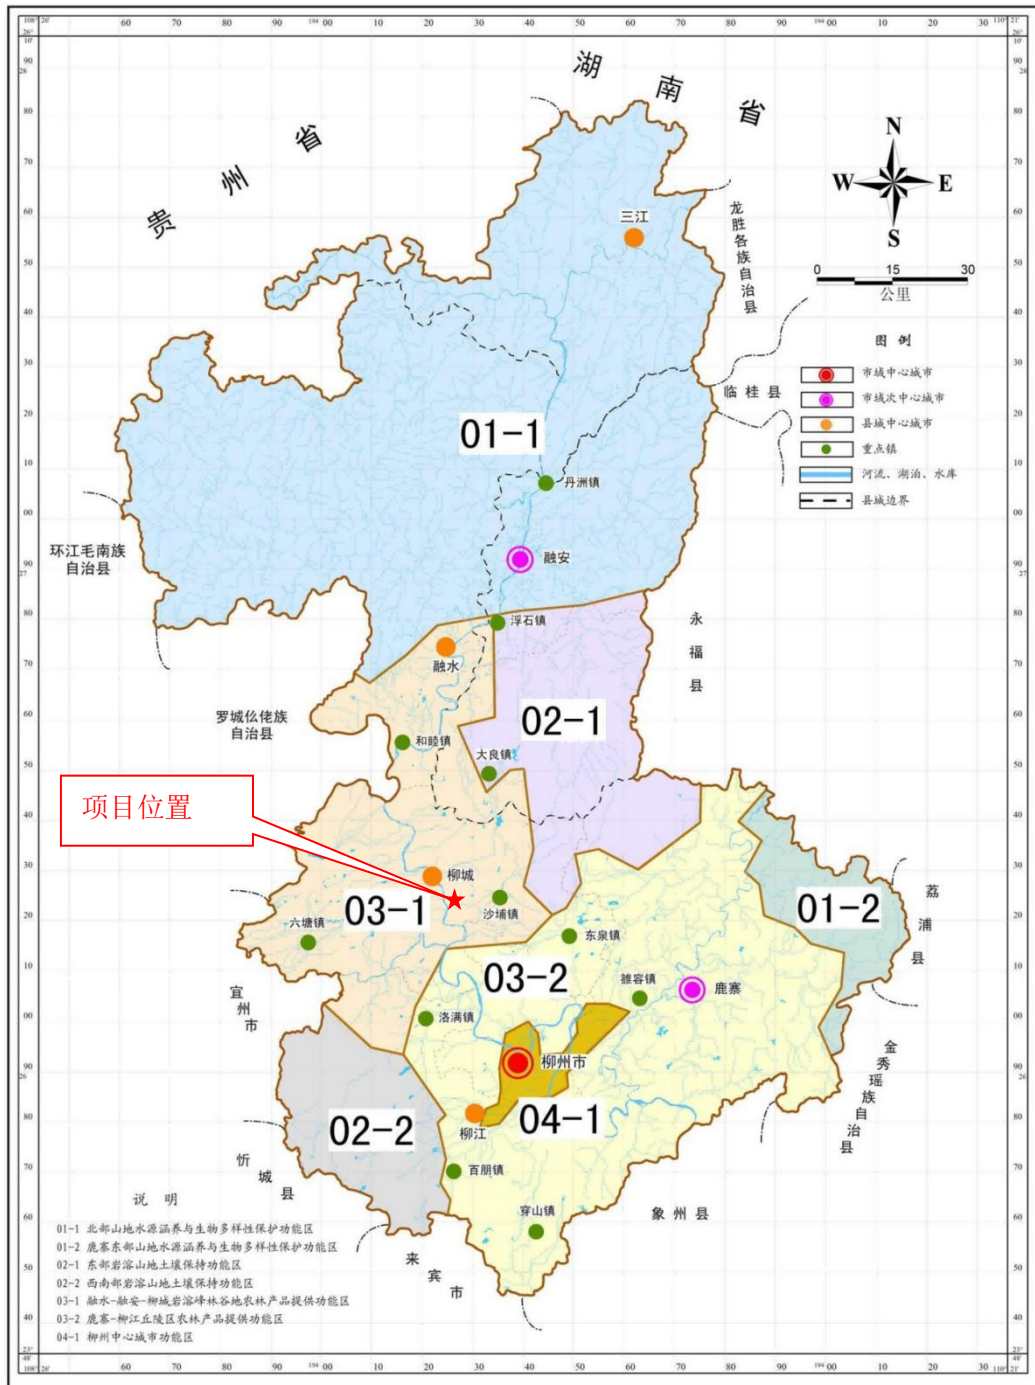 湖南省
贵州省
N
W E
S
0 15 30
公里
图例
市域中心城市
市域次中心城市
县域中心城市
重点镇
河流、湖泊、水库
县域边界
三江
龙胜各族自治县
临桂县
01-1
丹洲镇
融安
环江毛南族
自治县
浮石镇
永福县
融水
罗城仫佬族
自治县
02-1
和睦镇
大良镇
项目位置
柳城
03-1
沙埔镇
六塘镇
01-2
荔浦县
东泉镇
03-2
雒容镇
鹿寨
宜州市
洛满镇
柳州市
金秀瑶族自治县
02-2
04-1
柳江
忻城县
百朋镇
穿山镇
象州县
来宾市
说明
01-1 北部山地水源涵养与生物多样性保护功能区
01-2 鹿寨东部山地水源涵养与生物多样性保护功能区
02-1 东部岩溶山地土壤保持功能区
02-2 西南部岩溶山地土壤保持功能区
03-1 融水-融安-柳城岩溶峰林谷地农林产品提供功能区
03-2 鹿寨-柳江丘陵区农林产品提供功能区
04-1 柳州中心城市功能区